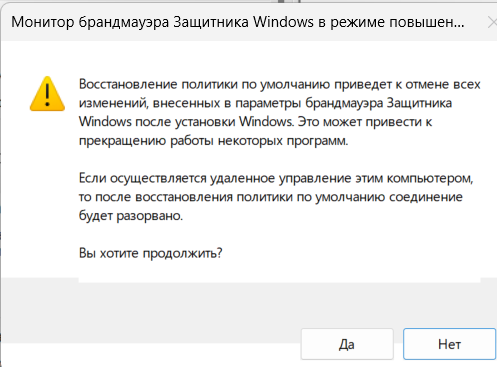 Монитор брандмауэра Защитника Windows в режиме повышен...
Восстановление политики по умолчанию приведет к отмене всех
изменений, внесенных в параметры брандмауэра Защитника
Windows после установки Windows. Это может привести к
прекращению работы некоторых программ.
Если осуществляется удаленное управление этим компьютером,
то после восстановления политики по умолчанию соединение
будет разорвано.
Вы хотите продолжить?
Да
Нет